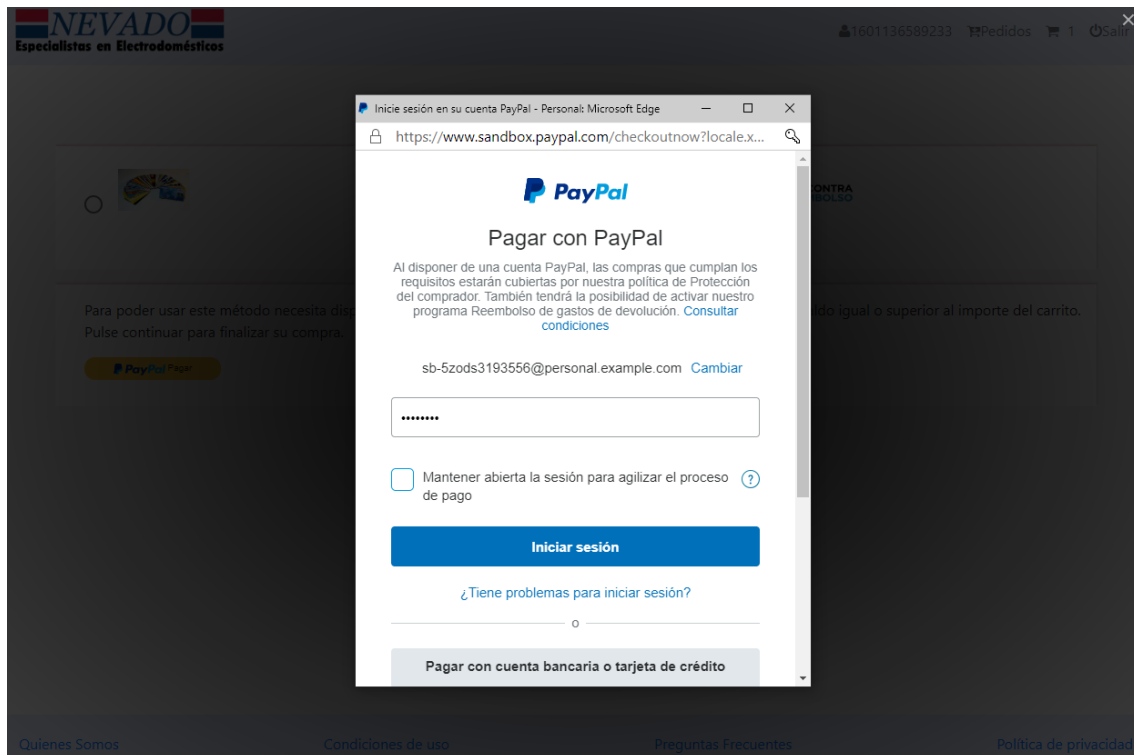 NEVADO
Especialistas en Electrodomésticos
1601136589233 Pedidos 1 Salir
Inicie sesión en su cuenta PayPal - Personal: Microsoft Edge
https://www.sandbox.paypal.com/checkoutnow?locale.x...
PayPal
Pagar con PayPal
Al disponer de una cuenta PayPal, las compras que cumplan los
requisitos estarán cubiertas por nuestra política de Protección
del comprador. También tendrá la posibilidad de activar nuestro
programa Reembolso de gastos de devolución. Consultar
condiciones
sb-5zods3193556@personal.example.com Cambiar
••••••••
Mantener abierta la sesión para agilizar el proceso
de pago
?
Iniciar sesión
¿Tiene problemas para iniciar sesión?
o
Pagar con cuenta bancaria o tarjeta de crédito
CONTRA
Para poder usar este método necesita
igual o superior al importe del carrito.
Pulse continuar para finalizar su compra.
PayPal Pagar
Quienes Somos
Condiciones de uso
Preguntas Frecuentes
Política de privacidad